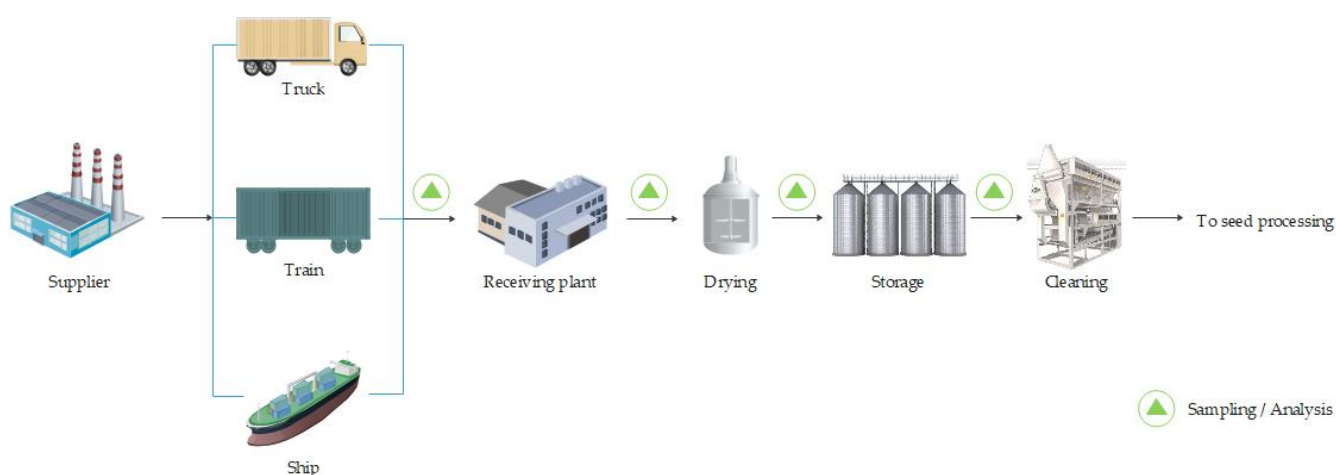 Truck
Supplier
Train
Receiving plant
Drying
Storage
Cleaning
To seed processing
Ship
Sampling / Analysis